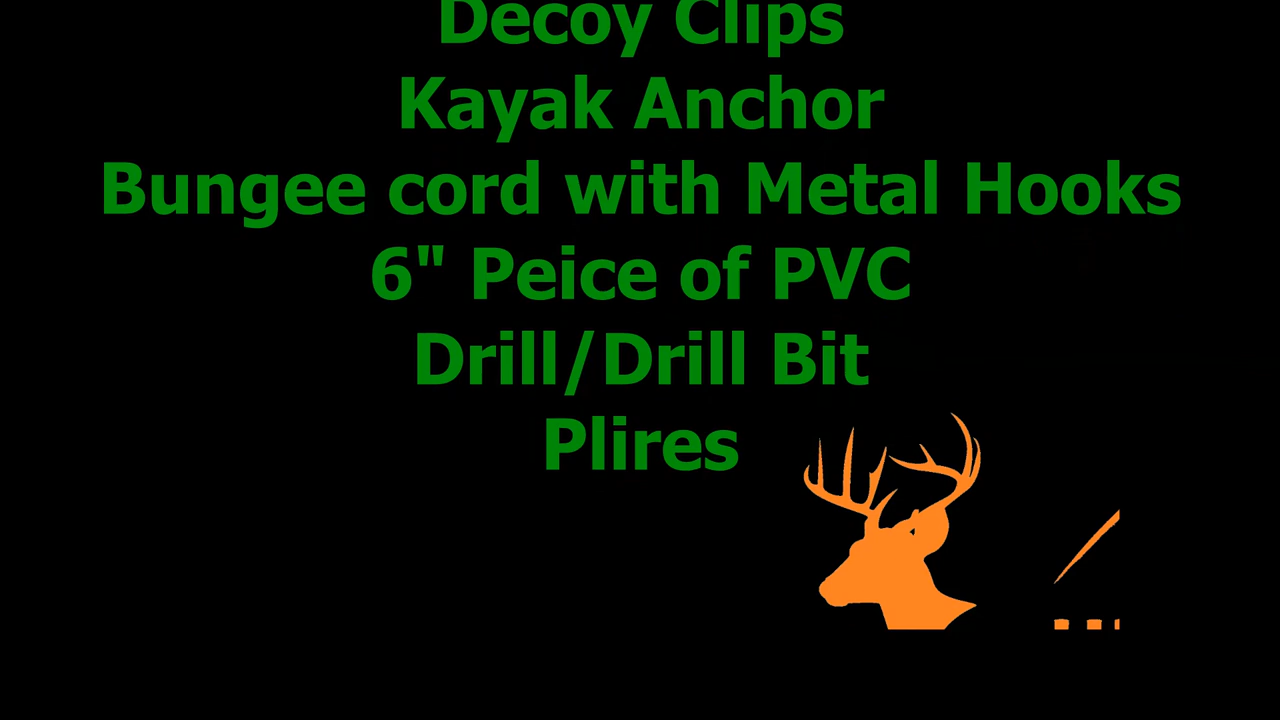 Decoy Clips
Kayak Anchor
Bungee cord with Metal Hooks
6" Peice of PVC
Drill/Drill Bit
Plires